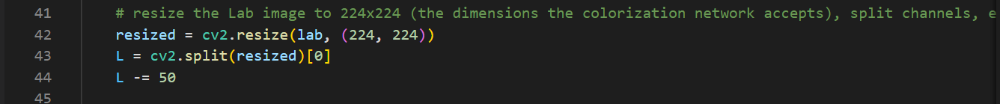 41 # resize the Lab image to 224x224 (the dimensions the colorization network accepts), split channels, e
42 resized = cv2.resize(lab, (224, 224))
43 L = cv2.split(resized)[0]
44 L -= 50
45